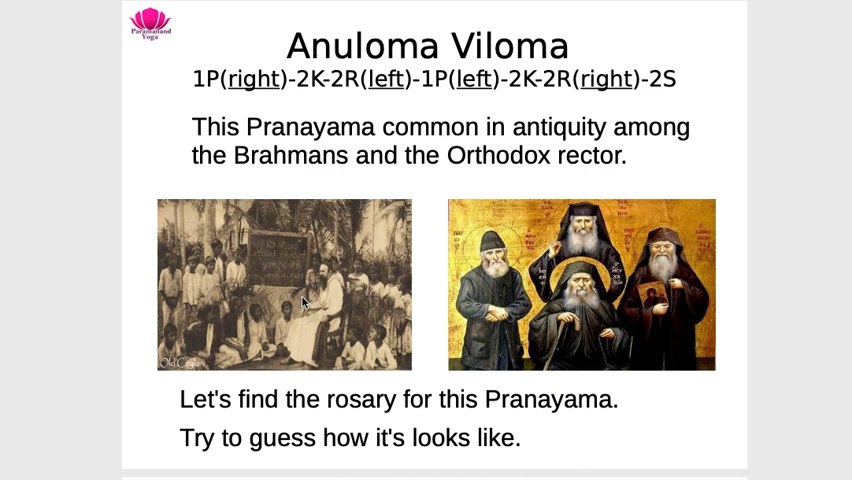 Paramanand
Yoga
Anuloma Viloma
1P(right)-2K-2R(left)-1P(left)-2K-2R(right)-2S
This Pranayama common in antiquity among
the Brahmans and the Orthodox rector.
Old Ceylon
Let's find the rosary for this Pranayama.
Try to guess how it's looks like.